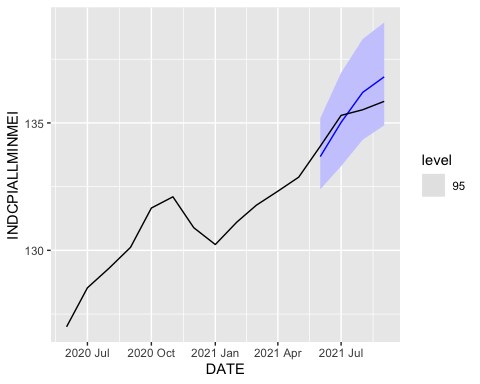 INDCPIALLMINMEI
135
130
2020 Jul
2020 Oct
2021 Jan
2021 Apr
2021 Jul
DATE
level
95